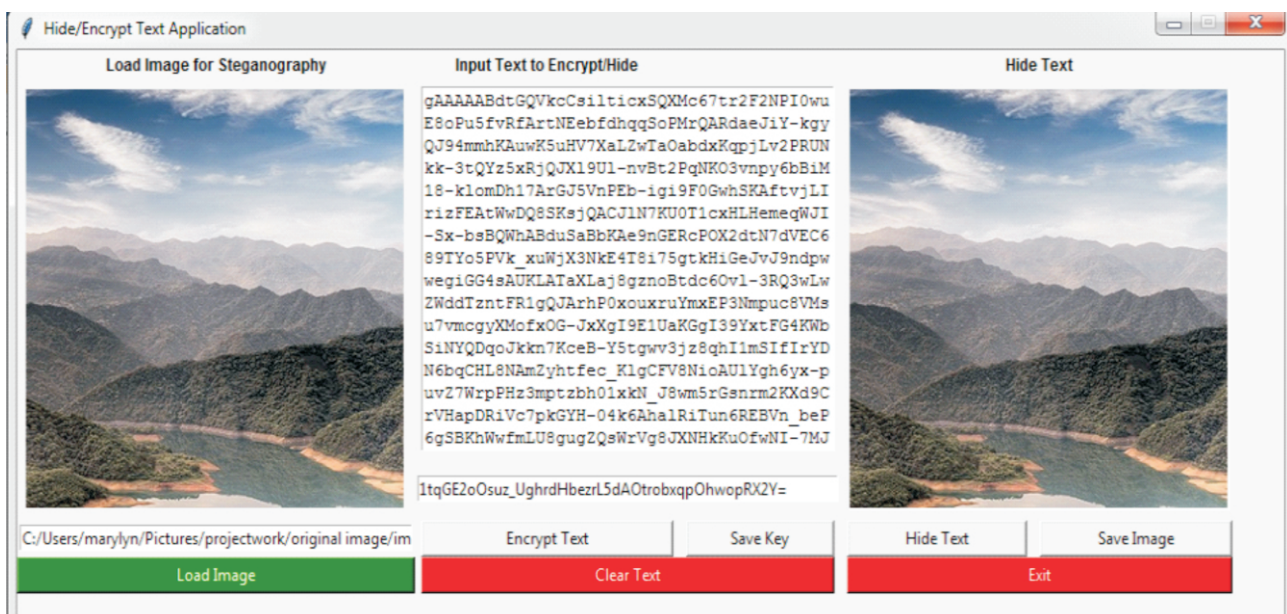 Hide/Encrypt Text Application
Load Image for Steganography
Input Text to Encrypt/Hide
Hide Text
gAAAAABdtGQVkcCsilticxSQXMc67tr2F2NPI0wu
E8oPu5fvRfArtNEebfdhqqSoPMrQARdaeJiY-kgy
QJ94mmhKAuwK5uHV7XaLZwTaOabdxKqpjLv2PRUN
kk-3tQYz5xRjQJXl9Ul-nvBt2PqNKO3vnpy6bBiM
18-klomDh17ArGJ5VnPEb-igi9F0GwhSKAftvjLI
rizFEAtWwDQ8SKsjQACJlN7KU0T1cxHLHemeqWJI
-Sx-bsBQWhABduSaBbKAe9nGERcPOX2dtN7dVEC6
89TYo5PVk_xuWjX3NkE4T8i75gtkHiGeJvJ9ndpw
wegiGG4sAUKLATaXLaj8gznoBtdc6Ovl-3RQ3wLw
ZWddTzntFR1gQJArhP0xouxruYmxEP3Nmpuc8VMs
u7vmcgyXMofxOG-JxXgI9E1UaKGgI39YxtFG4KWb
SiNYQDqoJkkn7KceB-Y5tgwv3jz8qhI1mSIfIrYD
N6bqCHL8NAmZyhtfec_KlgCFV8NioAUlYgh6yx-p
uvZ7WrpPHz3mptzbh01xkN_J8wm5rGsnrm2KXd9C
rVHapDRiVc7pkGYH-04k6AhalRiTun6REBVn_beP
6gSBKhWwfmLU8gugZQsWrVg8JXNHkKuOfwNI-7MJ
1tqGE2oOsuz_UghrdHbezrL5dAOtrobxqpOhwopRX2Y=
C:/Users/marylyn/Pictures/projectwork/original image/im
Encrypt Text
Save Key
Hide Text
Save Image
Load Image
Clear Text
Exit